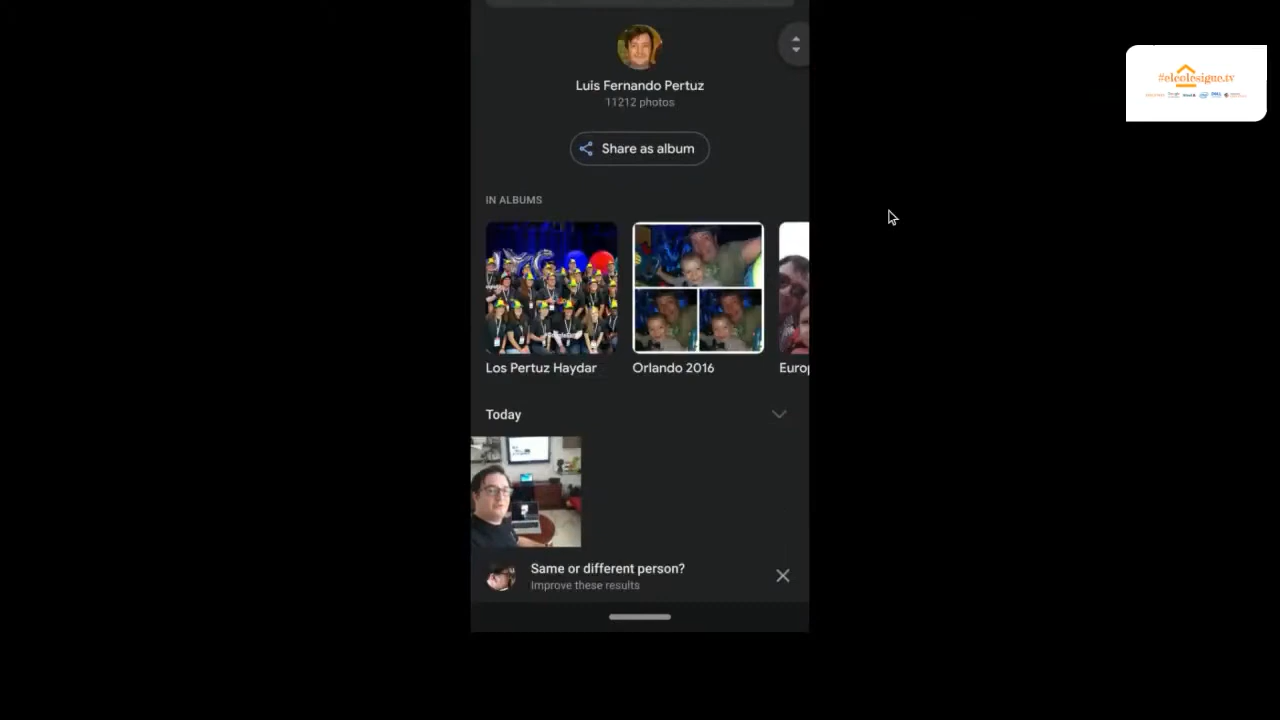 Luis Fernando Pertuz
11212 photos
Share as album
IN ALBUMS
Los Pertuz Haydar
Orlando 2016
Euro
Today
Same or different person?
Improve these results
#elcolesigue.tv